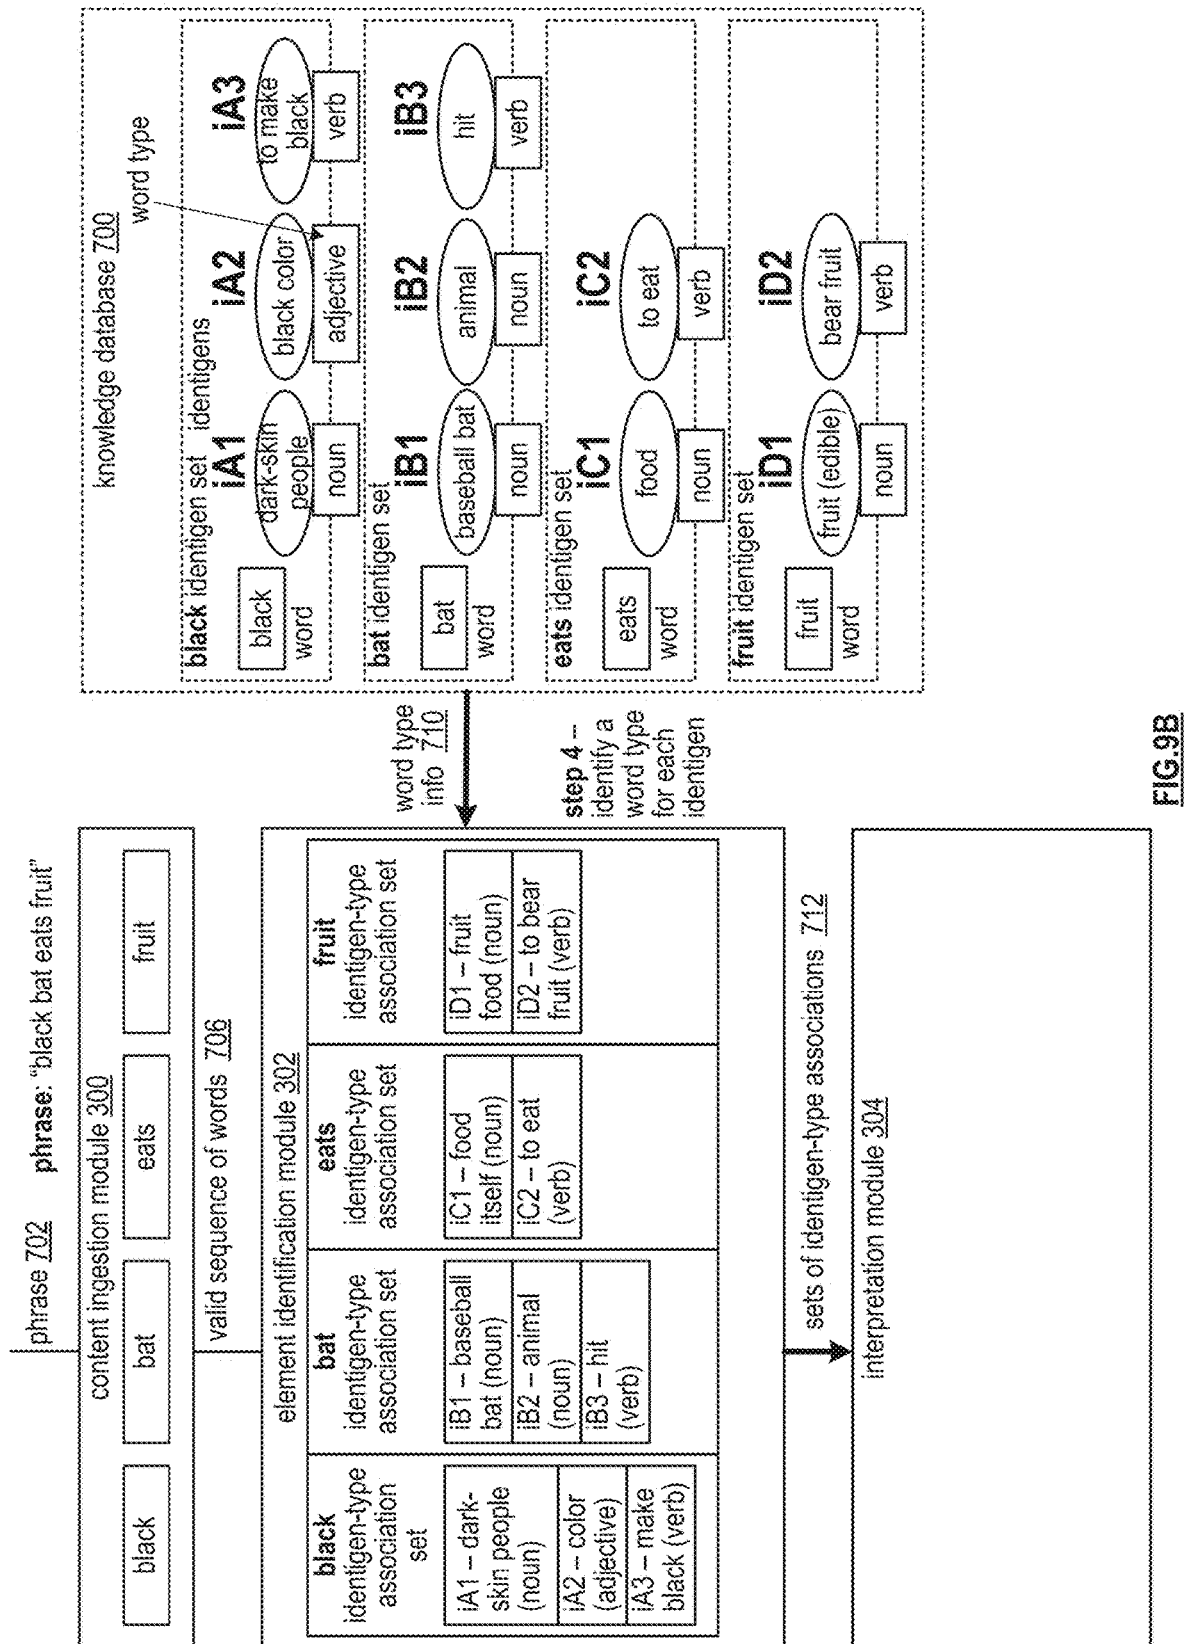 phrase 702
phrase: "black bat eats fruit"
content ingestion module 300
black
bat
eats
fruit
valid sequence of words 706
element identification module 302
black
identigen-type
association
set
iA1 – dark-
skin people
(noun)
iA2 – color
(adjective)
iA3 – make
black (verb)
bat
identigen-type
association set
iB1 – baseball
bat (noun)
iB2 – animal
(noun)
iB3 – hit
(verb)
eats
identigen-type
association set
iC1 – food
itself (noun)
iC2 – to eat
(verb)
fruit
identigen-type
association set
iD1 – fruit
food (noun)
iD2 – to bear
fruit (verb)
sets of identigen-type associations 712
interpretation module 304
word type
info 710
step 4 –
identify a
word type
for each
identigen
knowledge database 700
word type
black identigen set
identigens
iA1
iA2
iA3
black
word
dark-skin
people
noun
black color
adjective
to make
black
verb
bat identigen set
iB1
iB2
iB3
bat
word
baseball bat
noun
animal
noun
hit
verb
eats identigen set
iC1
iC2
eats
word
food
noun
to eat
verb
fruit identigen set
iD1
iD2
fruit
word
fruit (edible)
noun
bear fruit
verb
FIG.9B